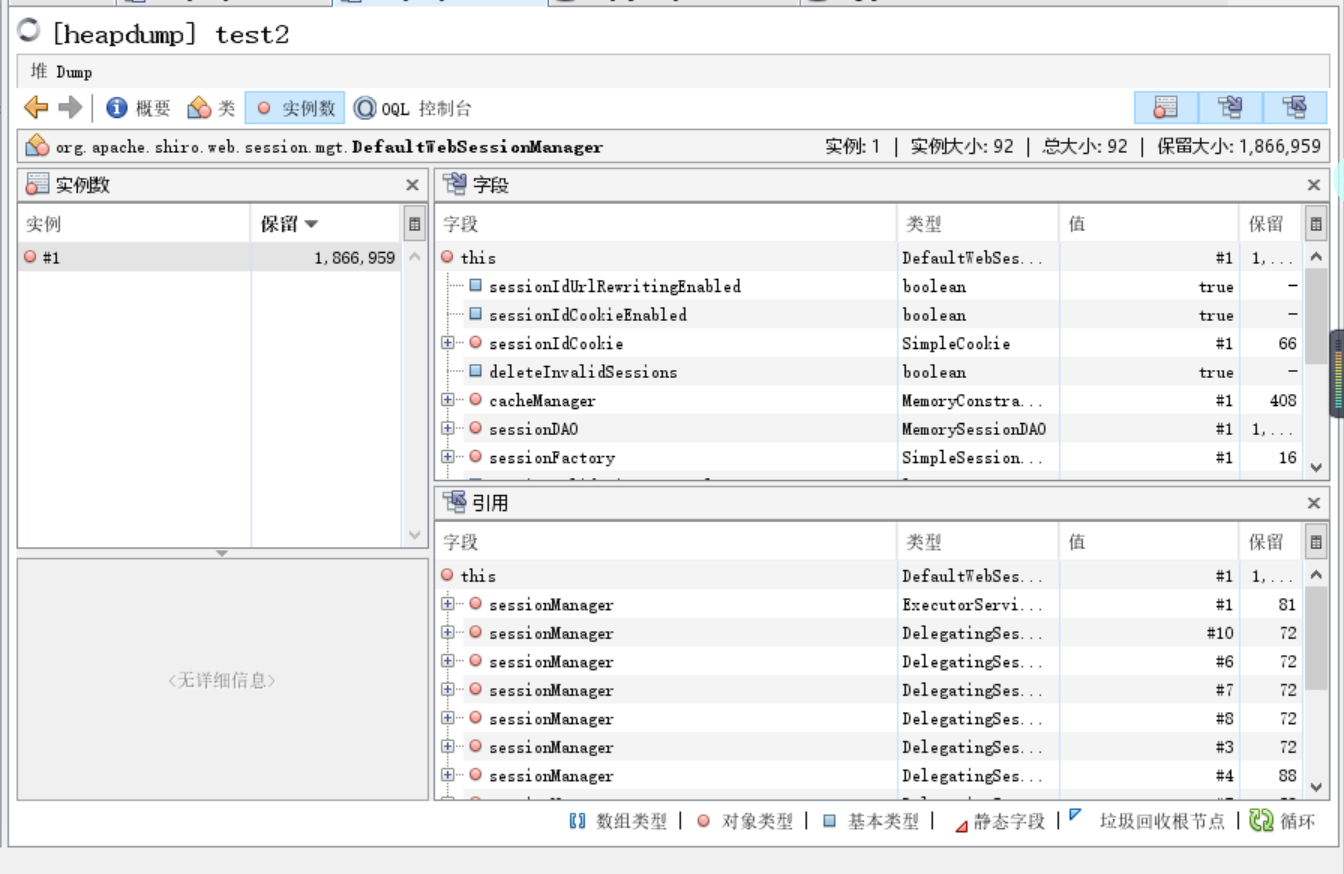 [heapdump] test2
堆 Dump
概要 类 实例数 OQL 控制台
org.apache.shiro.web.session.mgt.DefaultWebSessionManager 实例: 1 | 实例大小: 92 | 总大小: 92 | 保留大小: 1,866,959
实例数
实例 保留
#1 1,866,959
<无详细信息>
字段
字段 类型 值 保留
this DefaultWebSes... #1 1,...
sessionIdUrlRewritingEnabled boolean true -
sessionIdCookieEnabled boolean true -
sessionIdCookie SimpleCookie #1 66
deleteInvalidSessions boolean true -
cacheManager MemoryConstra... #1 408
sessionDAO MemorySessionDAO #1 1,...
sessionFactory SimpleSession... #1 16
引用
字段 类型 值 保留
this DefaultWebSes... #1 1,...
sessionManager ExecutorServi... #1 81
sessionManager DelegatingSes... #10 72
sessionManager DelegatingSes... #6 72
sessionManager DelegatingSes... #7 72
sessionManager DelegatingSes... #8 72
sessionManager DelegatingSes... #3 72
sessionManager DelegatingSes... #4 88
数组类型 | 对象类型 | 基本类型 | 静态字段 | 垃圾回收根节点 | 循环